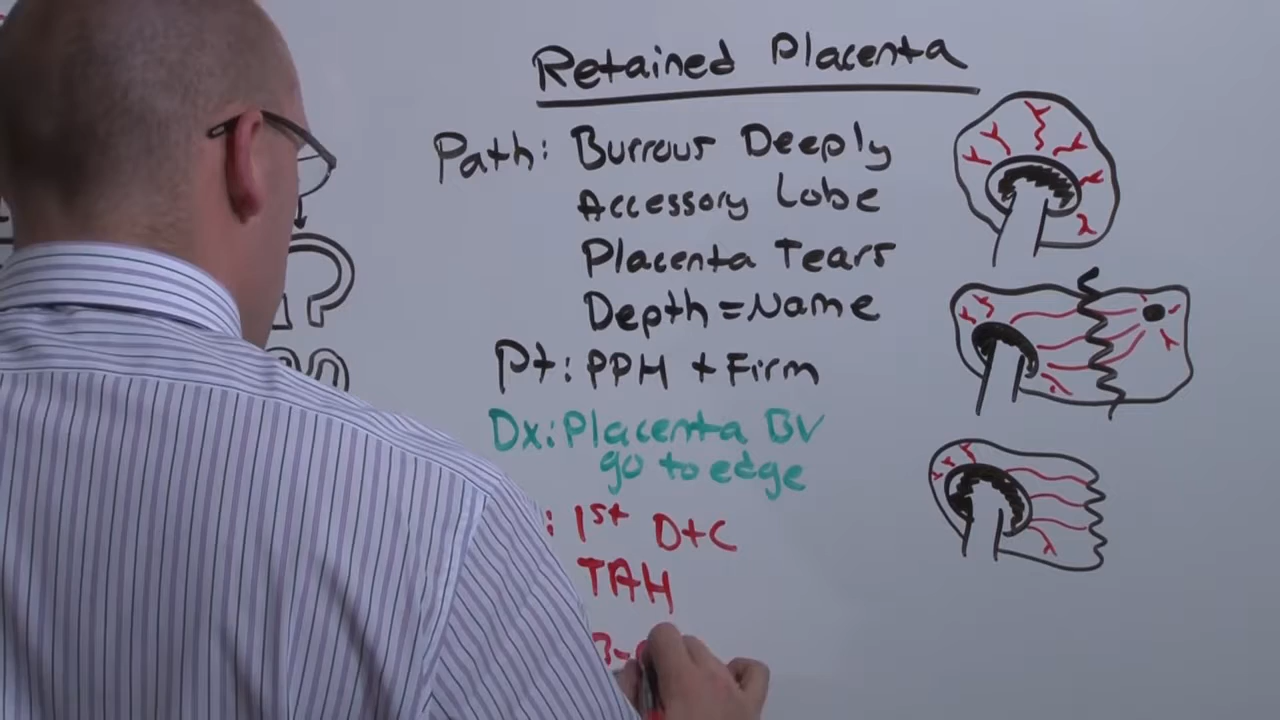 Retained Placenta
Path: Burrous Deeply
Accessory Lobe
Placenta Tears
Depth = Name
Pt: PPH + Firm
Dx: Placenta BV
go to edge
: 1st D+C
TAH